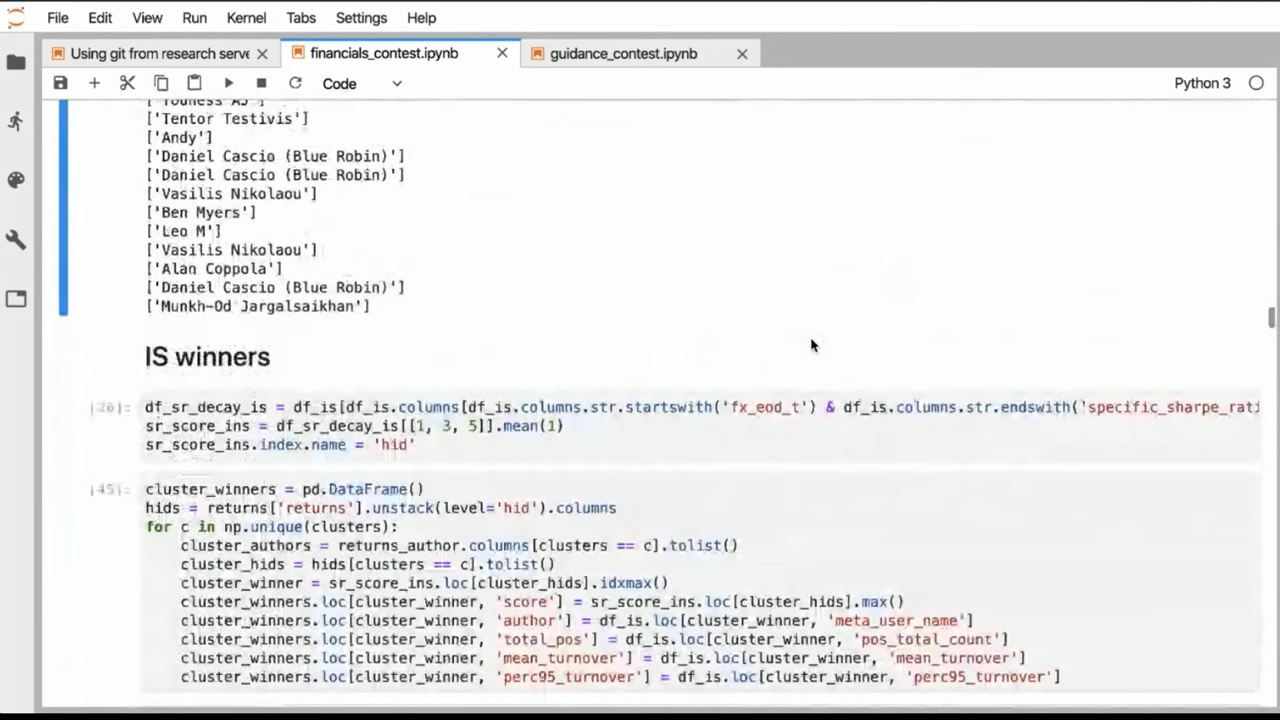 File Edit View Run Kernel Tabs Settings Help
Using git from research serve
financials_contest.ipynb
guidance_contest.ipynb
Code
Python 3
['Youness AJ']
['Tentor Testivis']
['Andy']
['Daniel Cascio (Blue Robin)']
['Daniel Cascio (Blue Robin)']
['Vasilis Nikolaou']
['Ben Myers']
['Leo M']
['Vasilis Nikolaou']
['Alan Coppola']
['Daniel Cascio (Blue Robin)']
['Munkh-Od Jargalsaikhan']
IS winners
[26]: df_sr_decay_is = df_is[df_is.columns[df_is.columns.str.startswith('fx_eod_t') & df_is.columns.str.endswith('specific_sharpe_rati
sr_score_ins = df_sr_decay_is[[1, 3, 5]].mean(1)
sr_score_ins.index.name = 'hid'
[45]: cluster_winners = pd.DataFrame()
hids = returns['returns'].unstack(level='hid').columns
for c in np.unique(clusters):
    cluster_authors = returns_author.columns[clusters == c].tolist()
    cluster_hids = hids[clusters == c].tolist()
    cluster_winner = sr_score_ins.loc[cluster_hids].idxmax()
    cluster_winners.loc[cluster_winner, 'score'] = sr_score_ins.loc[cluster_hids].max()
    cluster_winners.loc[cluster_winner, 'author'] = df_is.loc[cluster_winner, 'meta_user_name']
    cluster_winners.loc[cluster_winner, 'total_pos'] = df_is.loc[cluster_winner, 'pos_total_count']
    cluster_winners.loc[cluster_winner, 'mean_turnover'] = df_is.loc[cluster_winner, 'mean_turnover']
    cluster_winners.loc[cluster_winner, 'perc95_turnover'] = df_is.loc[cluster_winner, 'perc95_turnover']